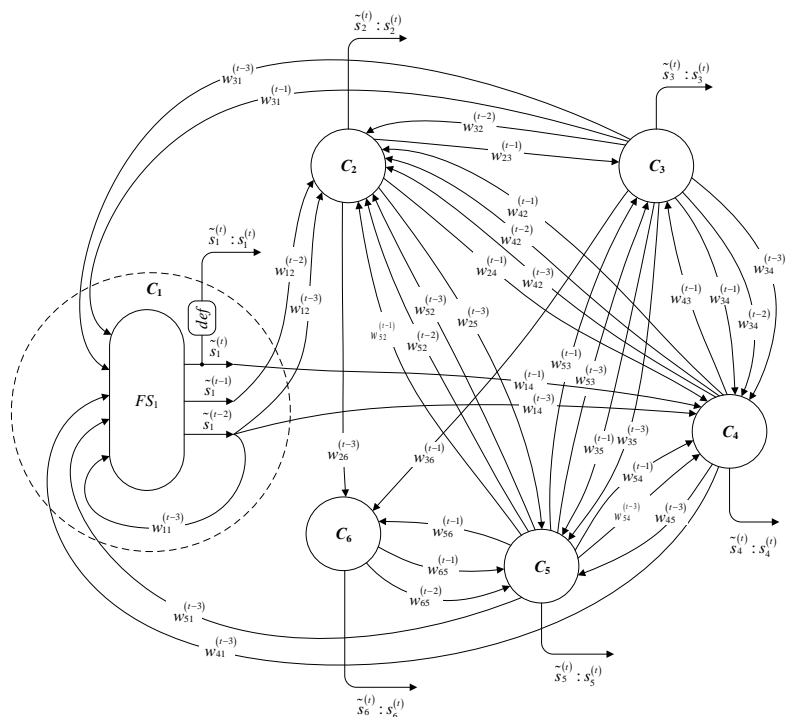 s̃₂⁽ᵗ⁾ : s₂⁽ᵗ⁾
s̃₃⁽ᵗ⁾ : s₃⁽ᵗ⁾
w₃₁⁽ᵗ⁻³⁾
w₃₁⁽ᵗ⁻¹⁾
w₃₂⁽ᵗ⁻²⁾
w₂₃⁽ᵗ⁻¹⁾
C₂
C₃
s̃₁⁽ᵗ⁾ : s₁⁽ᵗ⁾
w₄₂⁽ᵗ⁻¹⁾
w₄₂⁽ᵗ⁻²⁾
w₂₄⁽ᵗ⁻¹⁾
w₄₂⁽ᵗ⁻³⁾
w₃₄⁽ᵗ⁻³⁾
w₁₂⁽ᵗ⁻²⁾
w₁₂⁽ᵗ⁻³⁾
C₁
def
w₄₃⁽ᵗ⁻¹⁾
w₃₄⁽ᵗ⁻¹⁾
w₃₄⁽ᵗ⁻²⁾
w₅₂⁽ᵗ⁻³⁾
w₂₅⁽ᵗ⁻³⁾
w₅₂⁽ᵗ⁻¹⁾
w₅₂⁽ᵗ⁻²⁾
s̃₁⁽ᵗ⁾
w₅₃⁽ᵗ⁻¹⁾
w₅₃⁽ᵗ⁻³⁾
w₁₄⁽ᵗ⁻¹⁾
s̃₁⁽ᵗ⁻¹⁾
FS₁
w₁₄⁽ᵗ⁻³⁾
s̃₁⁽ᵗ⁻²⁾
C₄
w₂₆⁽ᵗ⁻³⁾
w₃₆⁽ᵗ⁻¹⁾
w₃₅⁽ᵗ⁻¹⁾
w₃₅⁽ᵗ⁻³⁾
w₅₄⁽ᵗ⁻¹⁾
w₅₄⁽ᵗ⁻³⁾
w₄₅⁽ᵗ⁻³⁾
w₁₁⁽ᵗ⁻³⁾
C₆
w₅₆⁽ᵗ⁻¹⁾
s̃₄⁽ᵗ⁾ : s₄⁽ᵗ⁾
w₆₅⁽ᵗ⁻¹⁾
C₅
w₆₅⁽ᵗ⁻²⁾
w₅₁⁽ᵗ⁻³⁾
w₄₁⁽ᵗ⁻³⁾
s̃₅⁽ᵗ⁾ : s₅⁽ᵗ⁾
s̃₆⁽ᵗ⁾ : s₆⁽ᵗ⁾